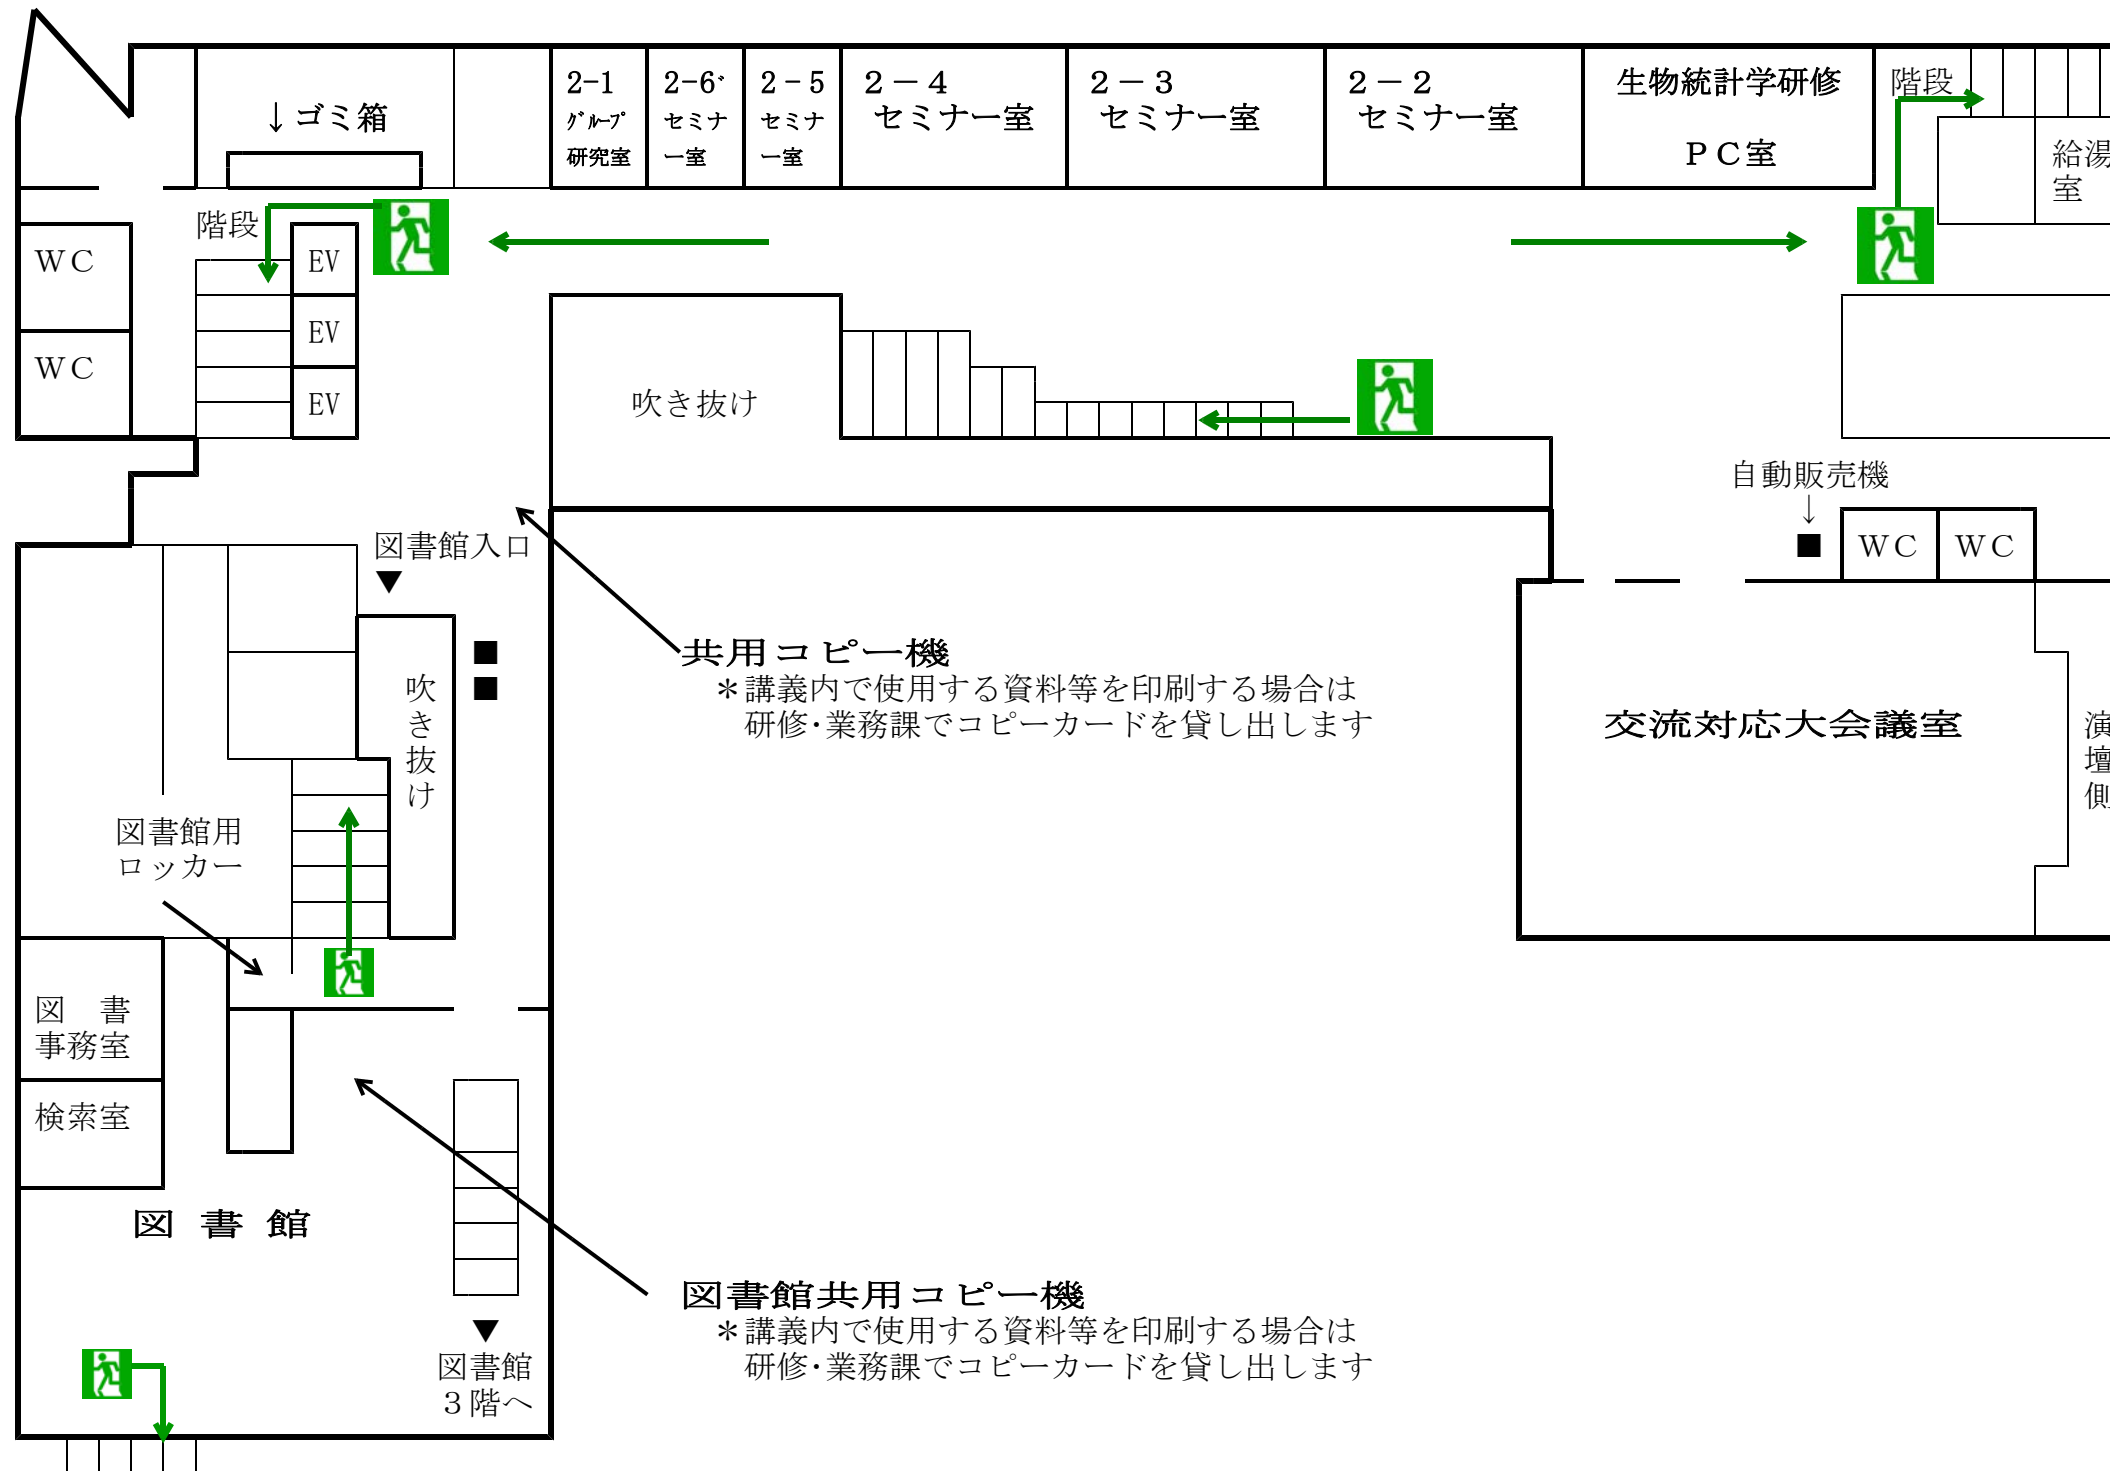 2-1
グループ
研究室
2-6
セミナ
ー室
２－５
セミナ
ー室
２－４
セミナー室
２－３
セミナー室
２－２
セミナー室
生物統計学研修
ＰＣ室
階段
給湯
室
↓ゴミ箱
階段
ＷＣ
ＷＣ
EV
EV
EV
吹き抜け
自動販売機
↓
■
ＷＣ
ＷＣ
図書館入口
▼
■
■
吹き抜け
共用コピー機
＊講義内で使用する資料等を印刷する場合は
研修・業務課でコピーカードを貸し出します
交流対応大会議室
演
壇
側
図書館用
ロッカー
図　書
事務室
検索室
図 書 館
図書館共用コピー機
＊講義内で使用する資料等を印刷する場合は
研修・業務課でコピーカードを貸し出します
▼
図書館
３階へ